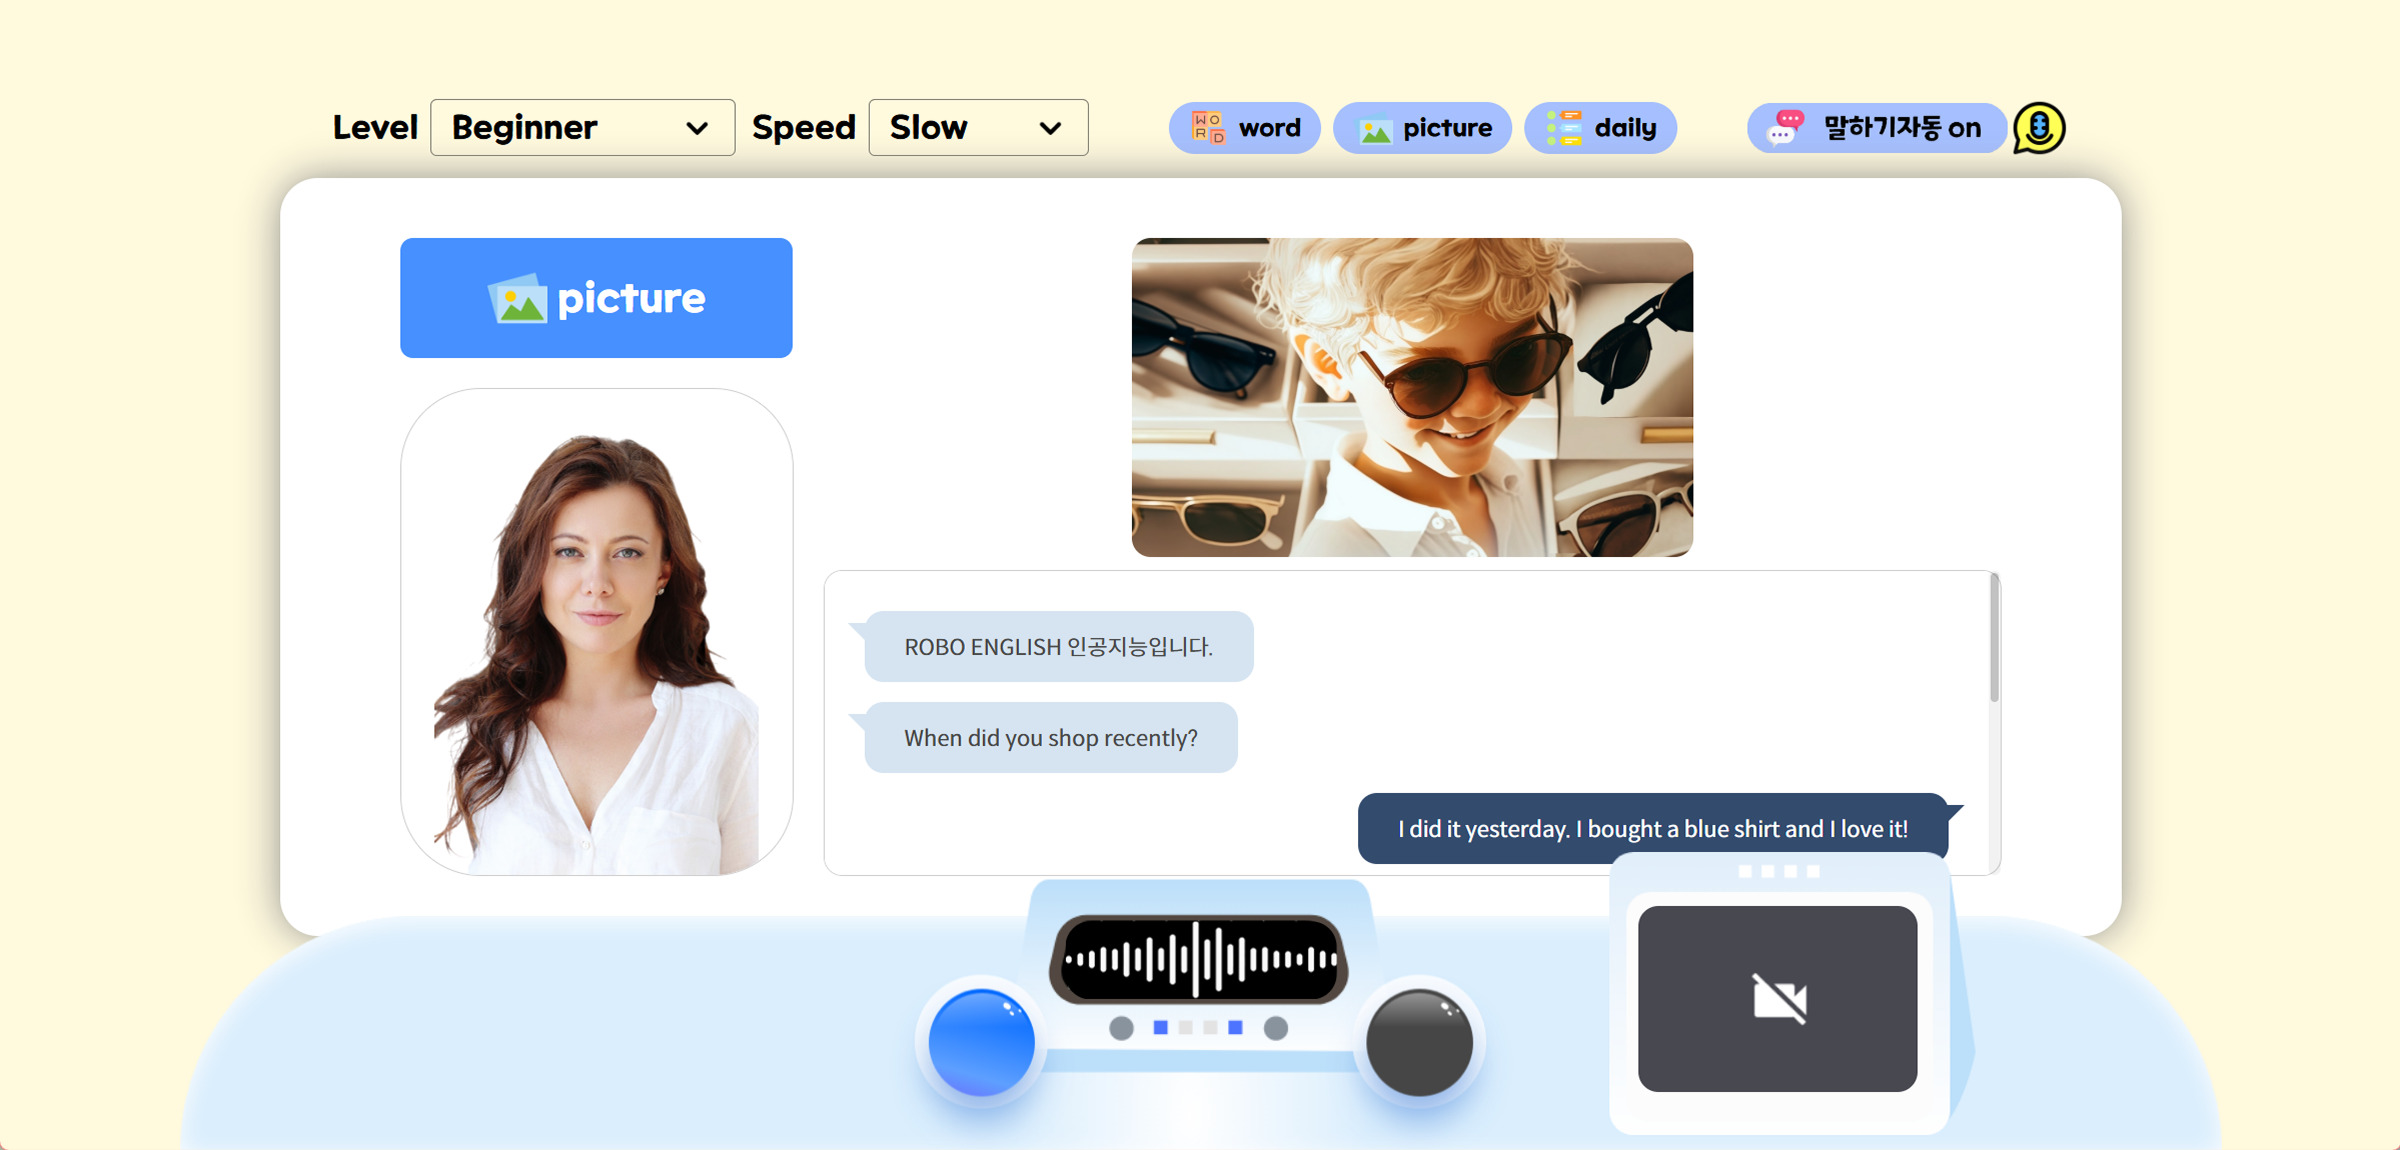 Level Beginner Speed Slow word picture daily 말하기자동 on
picture
ROBO ENGLISH 인공지능입니다.
When did you shop recently?
I did it yesterday. I bought a blue shirt and I love it!